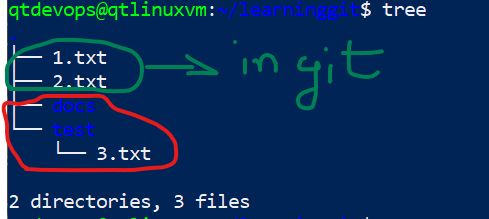 qtdevops@qtlinuxvm:~/learninggit$ tree
.
├── 1.txt
├── 2.txt
├── docs
└── test
    └── 3.txt
in git
2 directories, 3 files